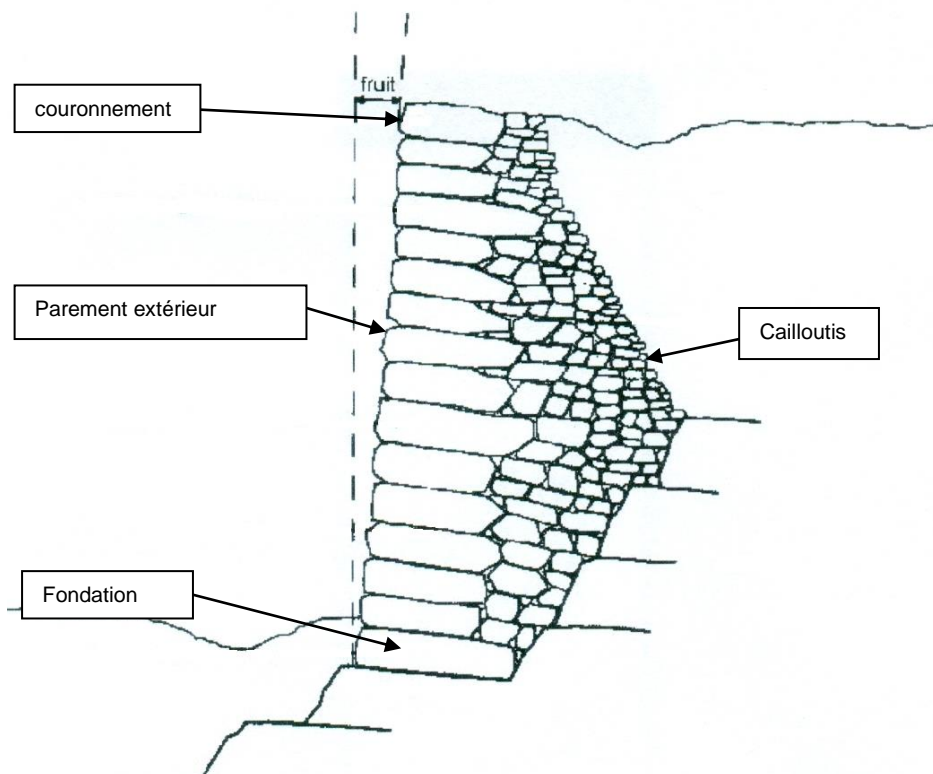 fruit
couronnement
Parement extérieur
Cailloutis
Fondation